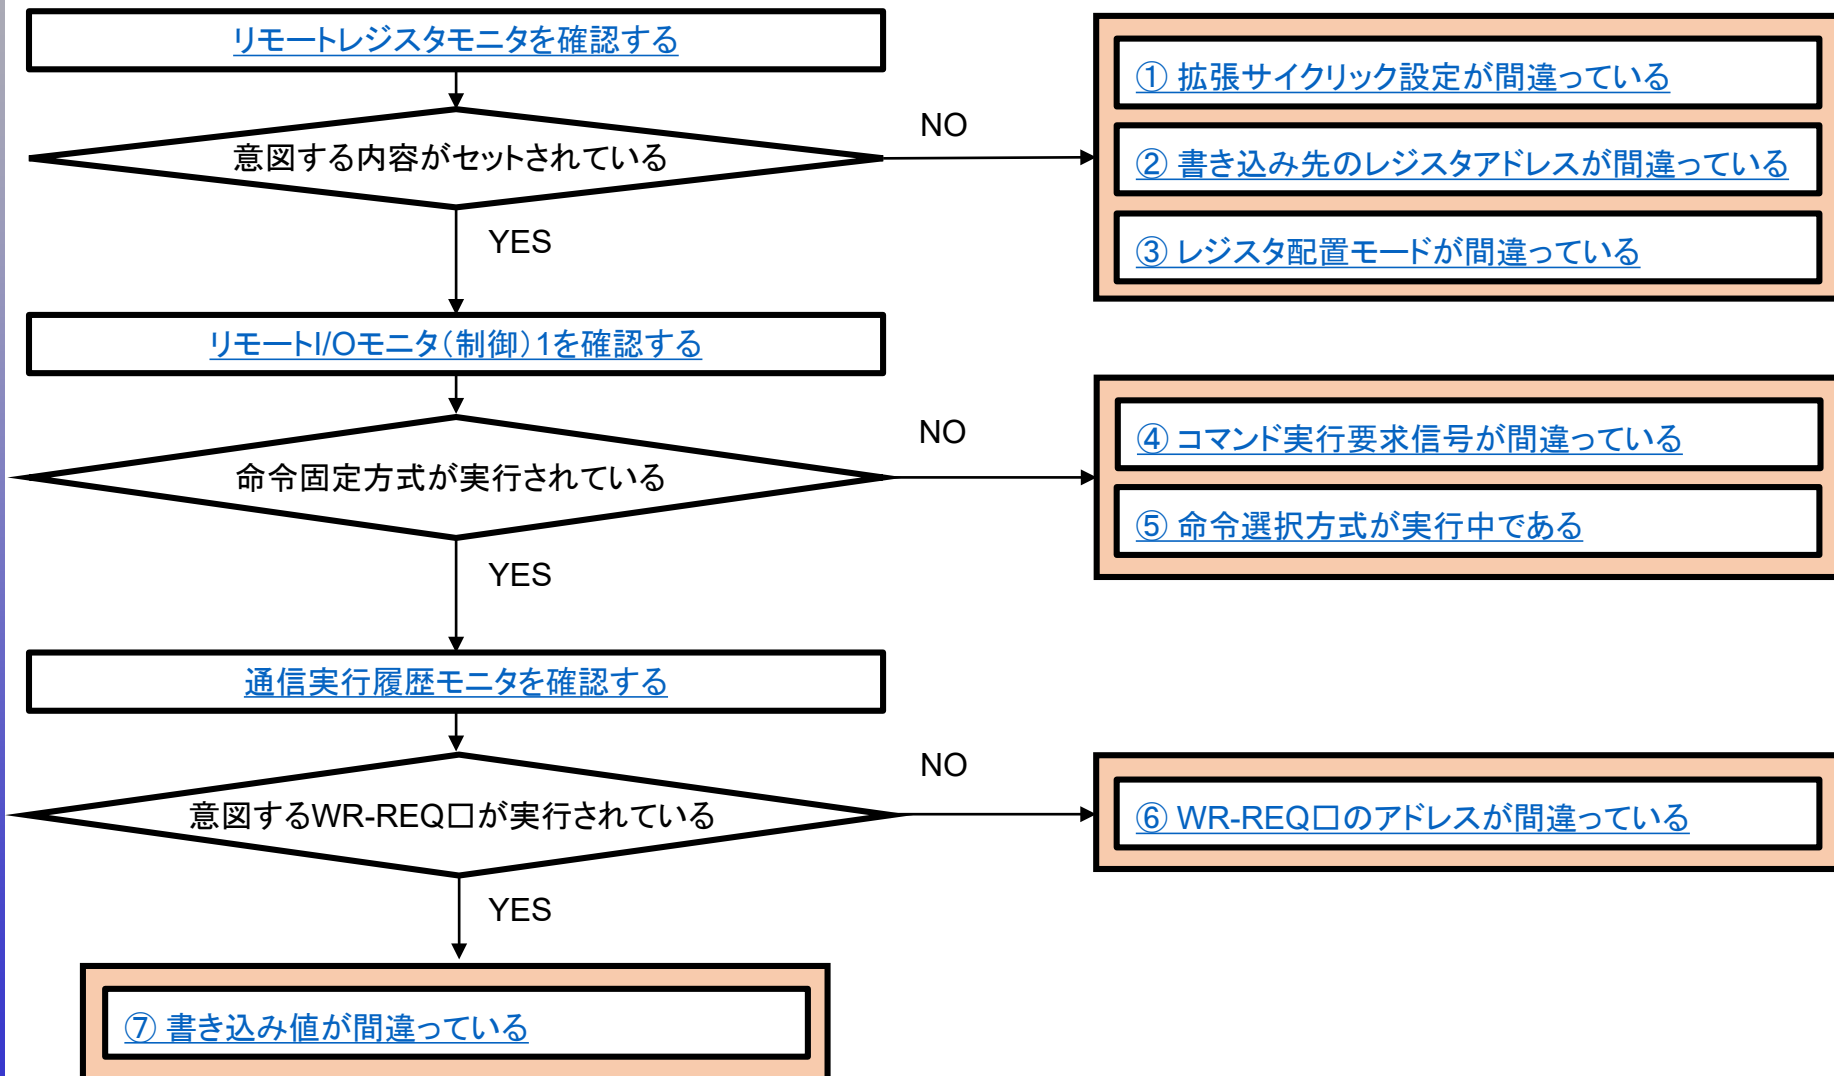 リモートレジスタモニタを確認する
意図する内容がセットされている
NO
① 拡張サイクリック設定が間違っている
② 書き込み先のレジスタアドレスが間違っている
③ レジスタ配置モードが間違っている
YES
リモートI/Oモニタ（制御）1を確認する
命令固定方式が実行されている
NO
④ コマンド実行要求信号が間違っている
⑤ 命令選択方式が実行中である
YES
通信実行履歴モニタを確認する
意図するWR-REQ□が実行されている
NO
⑥ WR-REQ□のアドレスが間違っている
YES
⑦ 書き込み値が間違っている